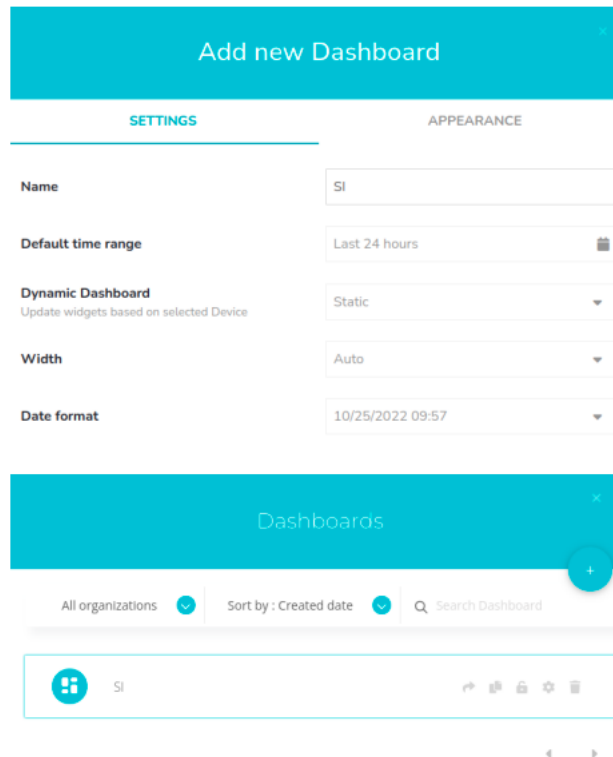 Add new Dashboard
SETTINGS APPEARANCE
Name SI
Default time range Last 24 hours
Dynamic Dashboard
Update widgets based on selected Device
Static
Width Auto
Date format 10/25/2022 09:57
Dashboards
All organizations Sort by : Created date Search Dashboard
SI